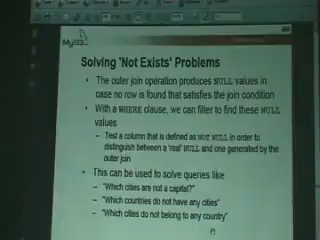 MySQL
Solving 'Not Exists' Problems
• The outer join operation produces NULL values in
case no row is found that satisfies the join condition
• With a WHERE clause, we can filter to find these NULL
values
– Test a column that is defined as NOT NULL in order to
distinguish between a 'real' NULL and one generated by the
outer join
• This can be used to solve queries like
– "Which cities are not a capital?"
– "Which countries do not have any cities"
– "Which cities do not belong to any country"